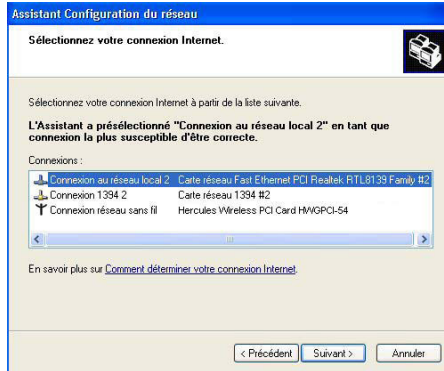 Assistant Configuration du réseau
Sélectionnez votre connexion Internet.
Sélectionnez votre connexion Internet à partir de la liste suivante.
L'Assistant a présélectionné "Connexion au réseau local 2" en tant que
connexion la plus susceptible d'être correcte.
Connexions :
Connexion au réseau local 2 Carte réseau Fast Ethernet PCI Realtek RTL8139 Family #2
Connexion 1394 2 Carte réseau 1394 #2
Connexion réseau sans fil Hercules Wireless PCI Card HWGPCI-54
En savoir plus sur Comment déterminer votre connexion Internet.
< Précédent Suivant > Annuler